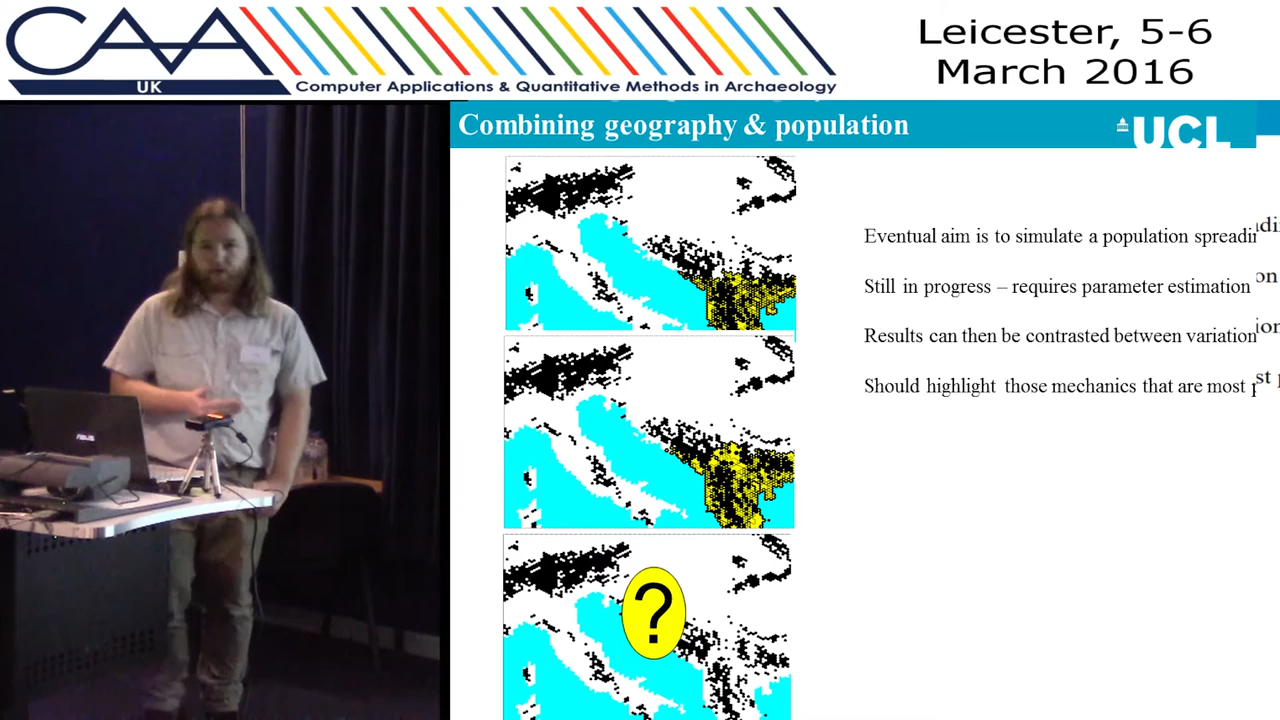 CAA
UK
Computer Applications & Quantitative Methods in Archaeology
Leicester, 5-6
March 2016
Combining geography & population
UCL
Eventual aim is to simulate a population
Still in progress – requires parameter estimation
on
Results can then be contrasted between
Should highlight those mechanics that are most
?
ASUS